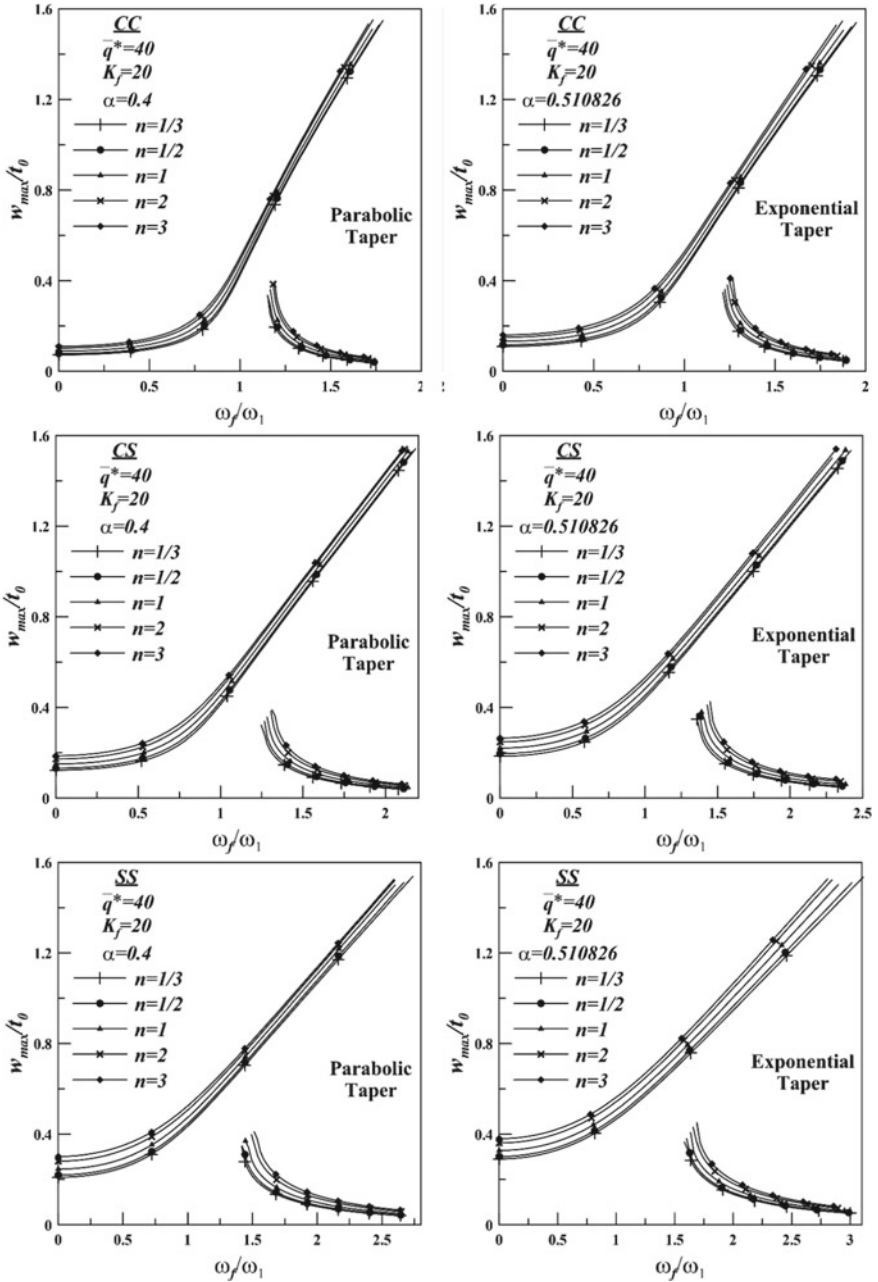 CC
q̄*=40
K_f=20
α=0.4
n=1/3
n=1/2
n=1
n=2
n=3
Parabolic
Taper
w_max/t_0
1.6
1.2
0.8
0.4
0
0 0.5 1 1.5 2
ω_f/ω_1
CC
q̄*=40
K_f=20
α=0.510826
n=1/3
n=1/2
n=1
n=2
n=3
Exponential
Taper
1.6
1.2
0.8
0.4
0
0 0.5 1 1.5 2
ω_f/ω_1
CS
q̄*=40
K_f=20
α=0.4
n=1/3
n=1/2
n=1
n=2
n=3
Parabolic
Taper
w_max/t_0
1.6
1.2
0.8
0.4
0
0 0.5 1 1.5 2
ω_f/ω_1
CS
q̄*=40
K_f=20
α=0.510826
n=1/3
n=1/2
n=1
n=2
n=3
Exponential
Taper
w_max/t_0
1.6
1.2
0.8
0.4
0
0 0.5 1 1.5 2 2.5
ω_f/ω_1
SS
q̄*=40
K_f=20
α=0.4
n=1/3
n=1/2
n=1
n=2
n=3
Parabolic
Taper
w_max/t_0
1.6
1.2
0.8
0.4
0
0 0.5 1 1.5 2 2.5
ω_f/ω_1
SS
q̄*=40
K_f=20
α=0.510826
n=1/3
n=1/2
n=1
n=2
n=3
Exponential
Taper
w_max/t_0
1.6
1.2
0.8
0.4
0
0 0.5 1 1.5 2 2.5 3
ω_f/ω_1